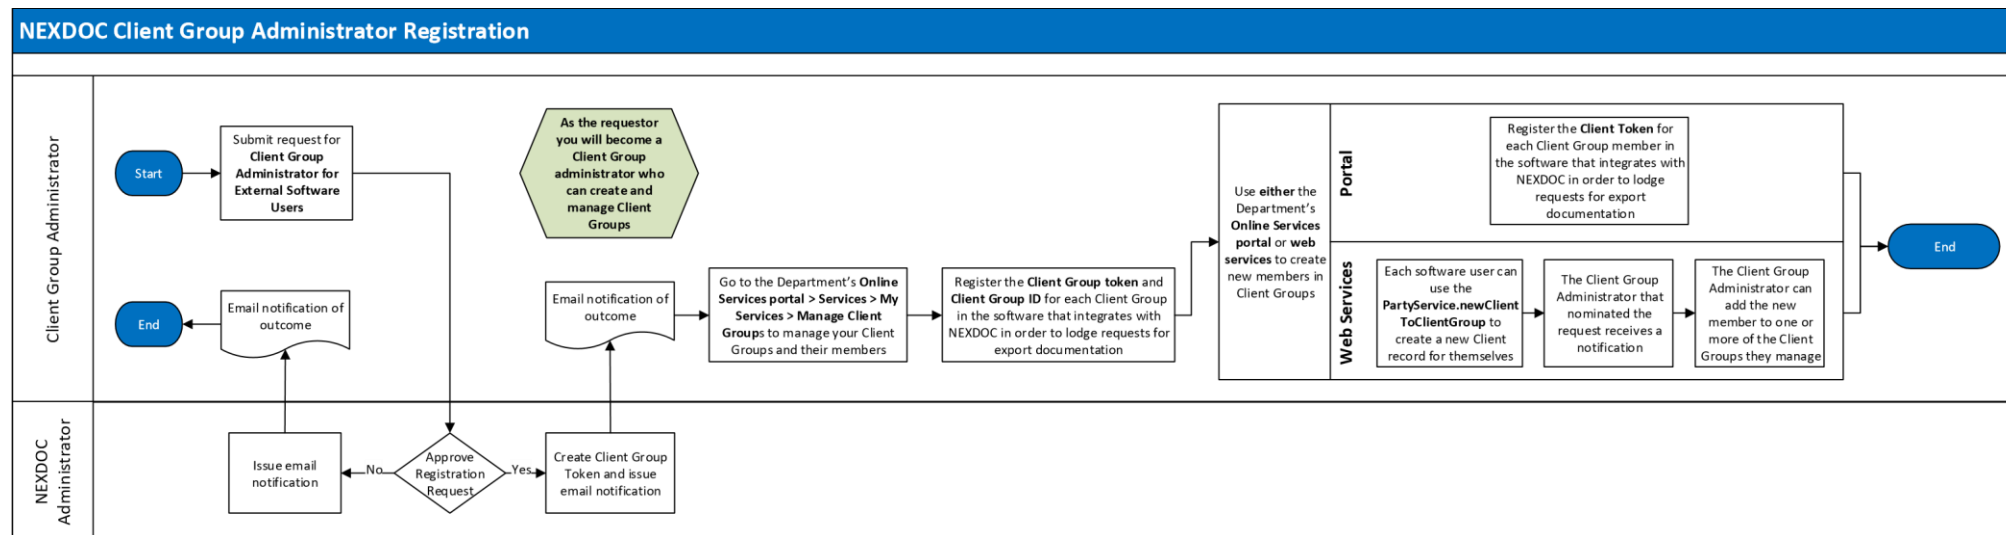 NEXDOC Client Group Administrator Registration
Client Group Administrator
Start
Submit request for
Client Group
Administrator for
External Software
Users
As the requestor
you will become a
Client Group
administrator who
can create and
manage Client
Groups
End
Email notification of
outcome
Email notification of
outcome
Go to the Department's Online
Services portal > Services > My
Services > Manage Client
Groups to manage your Client
Groups and their members
Register the Client Group token and
Client Group ID for each Client Group
in the software that integrates with
NEXDOC in order to lodge requests for
export documentation
Use either the
Department's
Online Services
portal or web
services to create
new members in
Client Groups
Portal
Register the Client Token for
each Client Group member in
the software that integrates with
NEXDOC in order to lodge
requests for export
documentation
Web Services
Each software user can
use the
PartyService.newClient
ToClientGroup to
create a new Client
record for themselves
The Client Group
Administrator that
nominated the
request receives a
notification
The Client Group
Administrator can
add the new
member to one or
more of the Client
Groups they manage
End
NEXDOC
Administrator
Issue email
notification
No
Approve
Registration
Request
Yes
Create Client Group
Token and issue
email notification